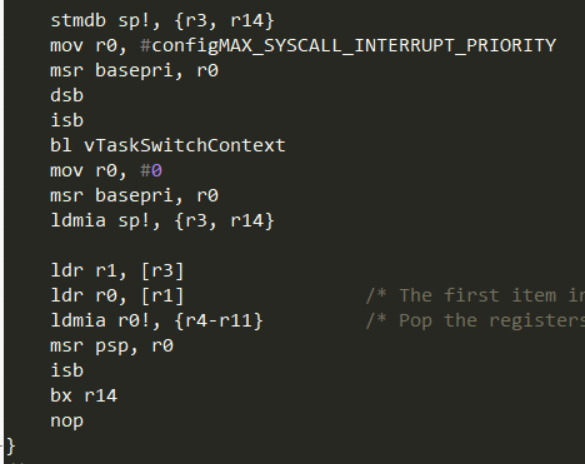 stmdb sp!, {r3, r14}
mov r0, #configMAX_SYSCALL_INTERRUPT_PRIORITY
msr basepri, r0
dsb
isb
bl vTaskSwitchContext
mov r0, #0
msr basepri, r0
ldmia sp!, {r3, r14}
ldr r1, [r3]
ldr r0, [r1] /* The first item in
ldmia r0!, {r4-r11} /* Pop the registers
msr psp, r0
isb
bx r14
nop
}